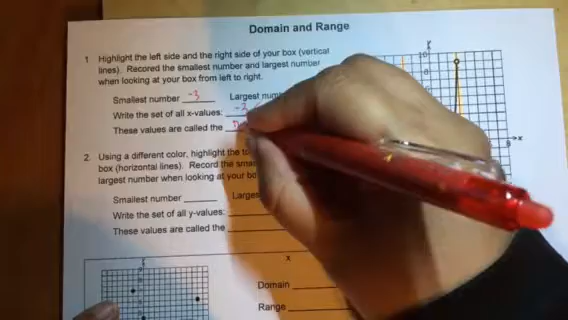 Domain and Range
1 Highlight the left side and the right side of your box (vertical
lines). Recored the smallest number and largest number
when looking at your box from left to right.
Smallest number -3 Largest
Write the set of all x-values: -3
These values are called the
2. Using a different color, highlight the
box (horizontal lines). Record the
largest number when looking at your
Smallest number
Write the set of all y-values:
These values are called the
x
Domain
Range